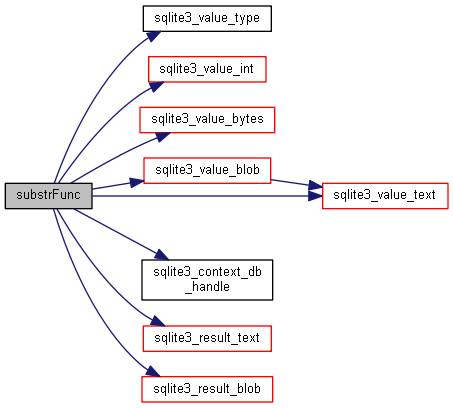 sqlite3_value_type
sqlite3_value_int
sqlite3_value_bytes
sqlite3_value_blob
substrFunc
sqlite3_value_text
sqlite3_context_db
_handle
sqlite3_result_text
sqlite3_result_blob